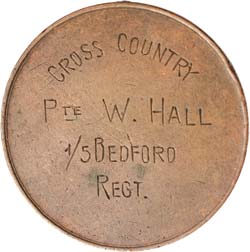 CROSS COUNTRY
PTE W. HALL
1/5 BEDFORD
REGT.